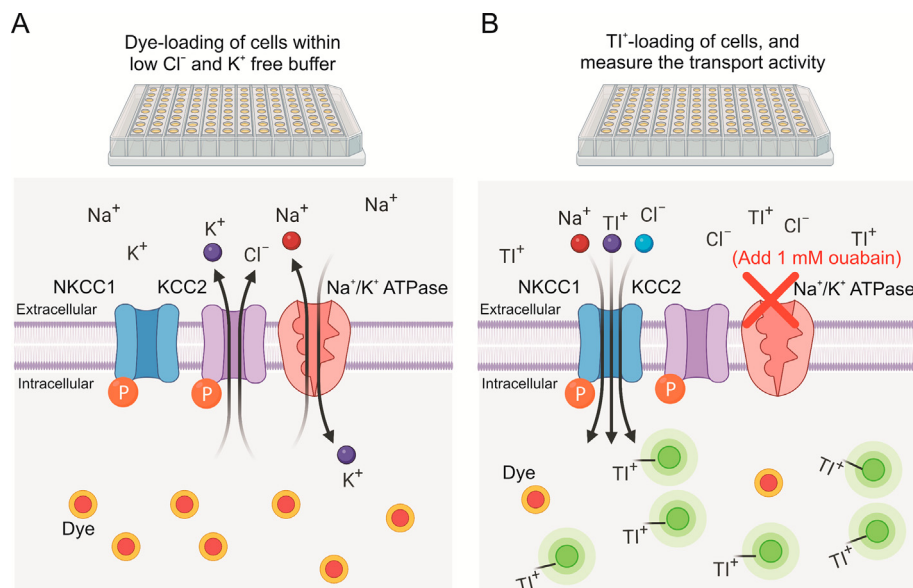 A
Dye-loading of cells within
low Cl⁻ and K⁺ free buffer
Na⁺
K⁺
K⁺
Na⁺
Na⁺
Cl⁻
NKCC1
KCC2
Na⁺/K⁺ ATPase
Extracellular
Intracellular
P
P
K⁺
Dye
B
Tl⁺-loading of cells, and
measure the transport activity
Na⁺
Tl⁺
Cl⁻
Tl⁺
Cl⁻
Tl⁺
Cl⁻
Tl⁺
(Add 1 mM ouabain)
NKCC1
KCC2
Na⁺/K⁺ ATPase
Extracellular
Intracellular
P
P
Dye
Tl⁺
Tl⁺
Tl⁺
Tl⁺
Tl⁺
Tl⁺